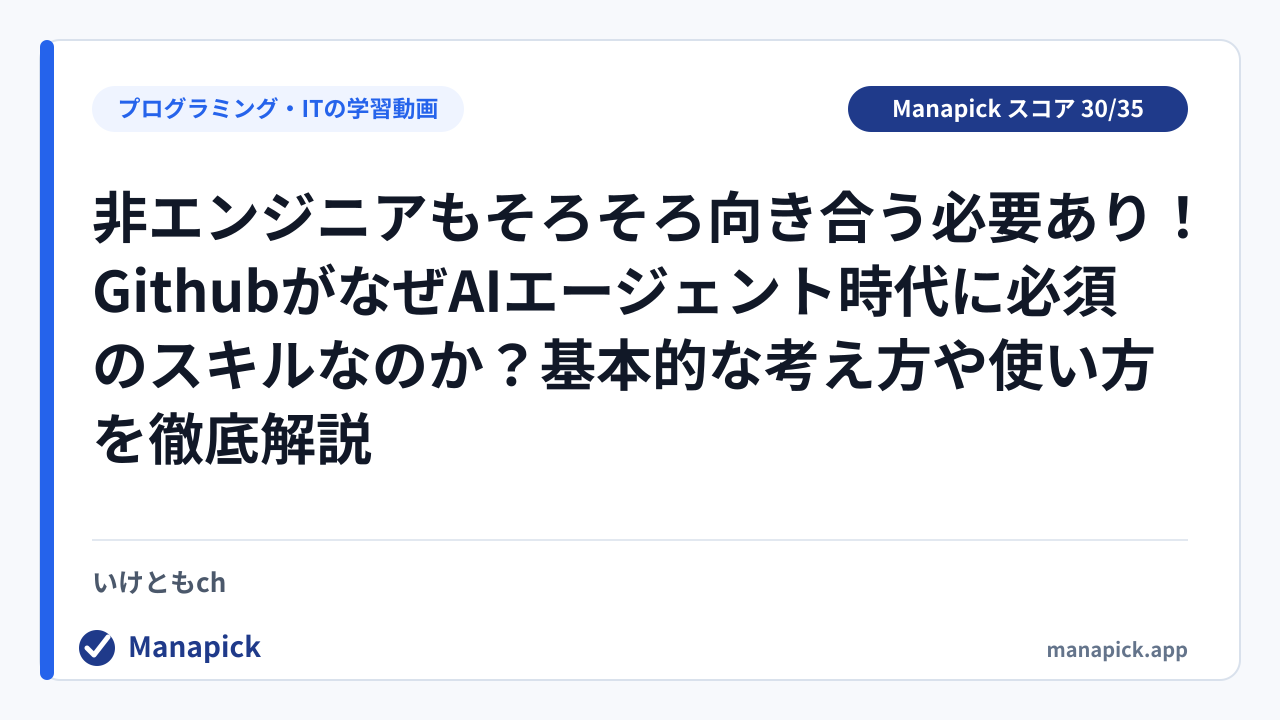 プログラミング・ITの学習動画
Manapick スコア 30/35
非エンジニアもそろそろ向き合う必要あり！
GithubがなぜAIエージェント時代に必須
のスキルなのか？基本的な考え方や使い方
を徹底解説
いけともch
Manapick
manapick.app